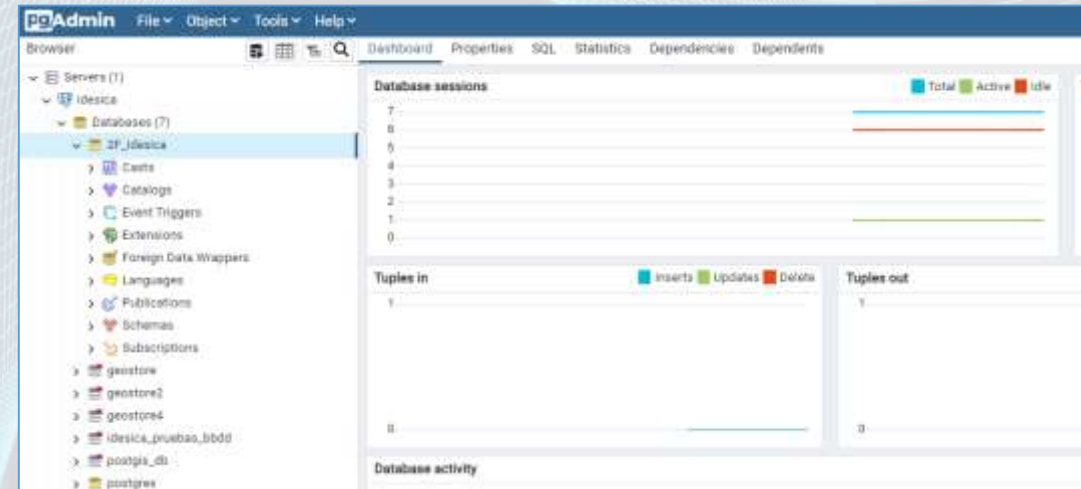 pgAdmin File Object Tools Help
Browser
Dashboard Properties SQL Statistics Dependencies Dependents
Servers (1)
idesica
Databases (7)
2F_idesica
Casts
Catalogs
Event Triggers
Extensions
Foreign Data Wrappers
Languages
Publications
Schemas
Subscriptions
geostore
geostore2
geostore4
idesica_pruebas_bbdd
postgis_db
postgres
Database sessions
Total Active Idle
7
6
5
4
3
2
1
0
Tuples in
Inserts Updates Delete
1
0
Tuples out
1
0
Database activity